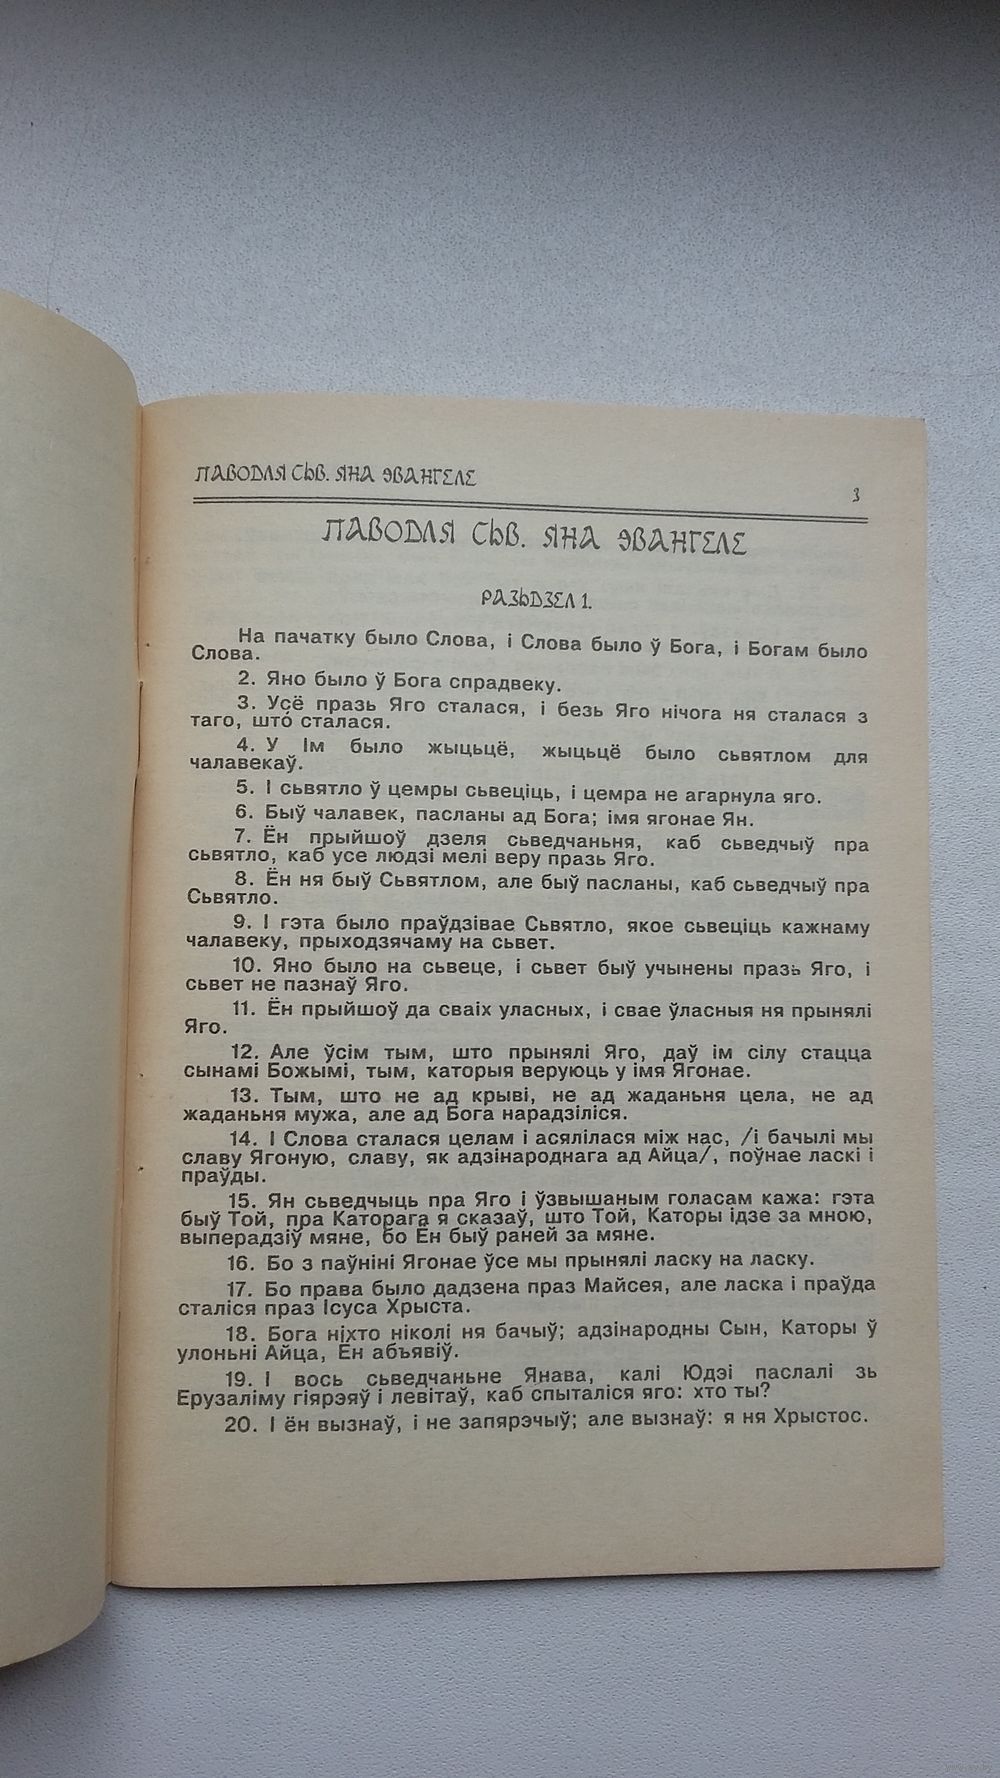 ПАВОДЛЯ СЬВ. ЯНА ЭВАНГЕЛЕ
3
ПАВОДЛЯ СЬВ. ЯНА ЭВАНГЕЛЕ
РАЗЬДЗЕЛ 1.
На пачатку было Слова, і Слова было ў Бога, і Богам было
Слова.
2. Яно было ў Бога спрадвеку.
3. Усё празь Яго сталася, і безь Яго нічога ня сталася з
таго, што́ сталася.
4. У Ім было жыцьцё, жыцьцё было сьвятлом для
чалавекаў.
5. І сьвятло ў цемры сьвеціць, і цемра не агарнула яго.
6. Быў чалавек, пасланы ад Бога; імя ягонае Ян.
7. Ён прыйшоў дзеля сьведчаньня, каб сьведчыў пра
сьвятло, каб усе людзі мелі веру празь Яго.
8. Ён ня быў Сьвятлом, але быў пасланы, каб сьведчыў пра
Сьвятло.
9. І гэта было праўдзівае Сьвятло, якое сьвеціць кажнаму
чалавеку, прыходзячаму на сьвет.
10. Яно было на сьвеце, і сьвет быў учынены празь Яго, і
сьвет не пазнаў Яго.
11. Ён прыйшоў да сваіх уласных, і свае ўласныя ня прынялі
Яго.
12. Але ўсім тым, што прынялі Яго, даў ім сілу стацца
сынамі Божымі, тым, каторыя веруюць у імя Ягонае.
13. Тым, што не ад крыві, не ад жаданьня цела, не ад
жаданьня мужа, але ад Бога нарадзіліся.
14. І Слова сталася целам і асялілася між нас, /і бачылі мы
славу Ягоную, славу, як адзінароднага ад Айца/, поўнае ласкі і
праўды.
15. Ян сьведчыць пра Яго і ўзвышаным голасам кажа: гэта
быў Той, пра Каторага я сказаў, што Той, Каторы ідзе за мною,
выперадзіў мяне, бо Ён быў раней за мяне.
16. Бо з паўніні Ягонае ўсе мы прынялі ласку на ласку.
17. Бо права было дадзена праз Майсея, але ласка і праўда
сталіся праз Ісуса Хрыста.
18. Бога ніхто ніколі ня бачыў; адзінародны Сын, Каторы ў
улоньні Айца, Ён абъявіў.
19. І вось сьведчаньне Янава, калі Юдэі паслалі зь
Ерузаліму гіярэяў і левітаў, каб спыталіся яго: хто ты?
20. І ён вызнаў, і не запярэчыў; але вызнаў: я ня Хрыстос.